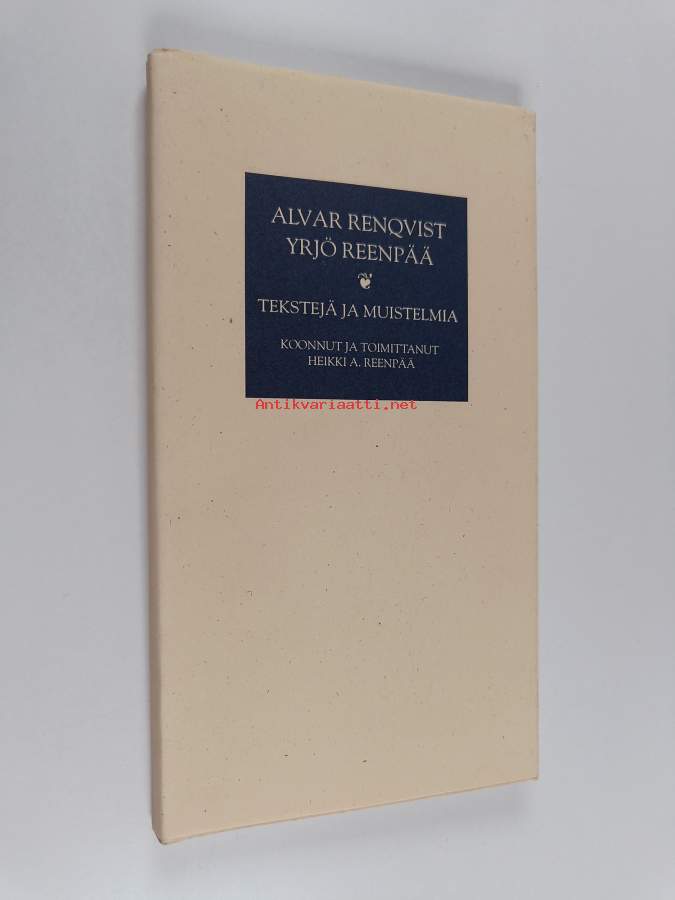 ALVAR RENQVIST
YRJÖ REENPÄÄ
TEKSTEJÄ JA MUISTELMIA
KOONNUT JA TOIMITTANUT
HEIKKI A. REENPÄÄ
Antikvariaatti.net